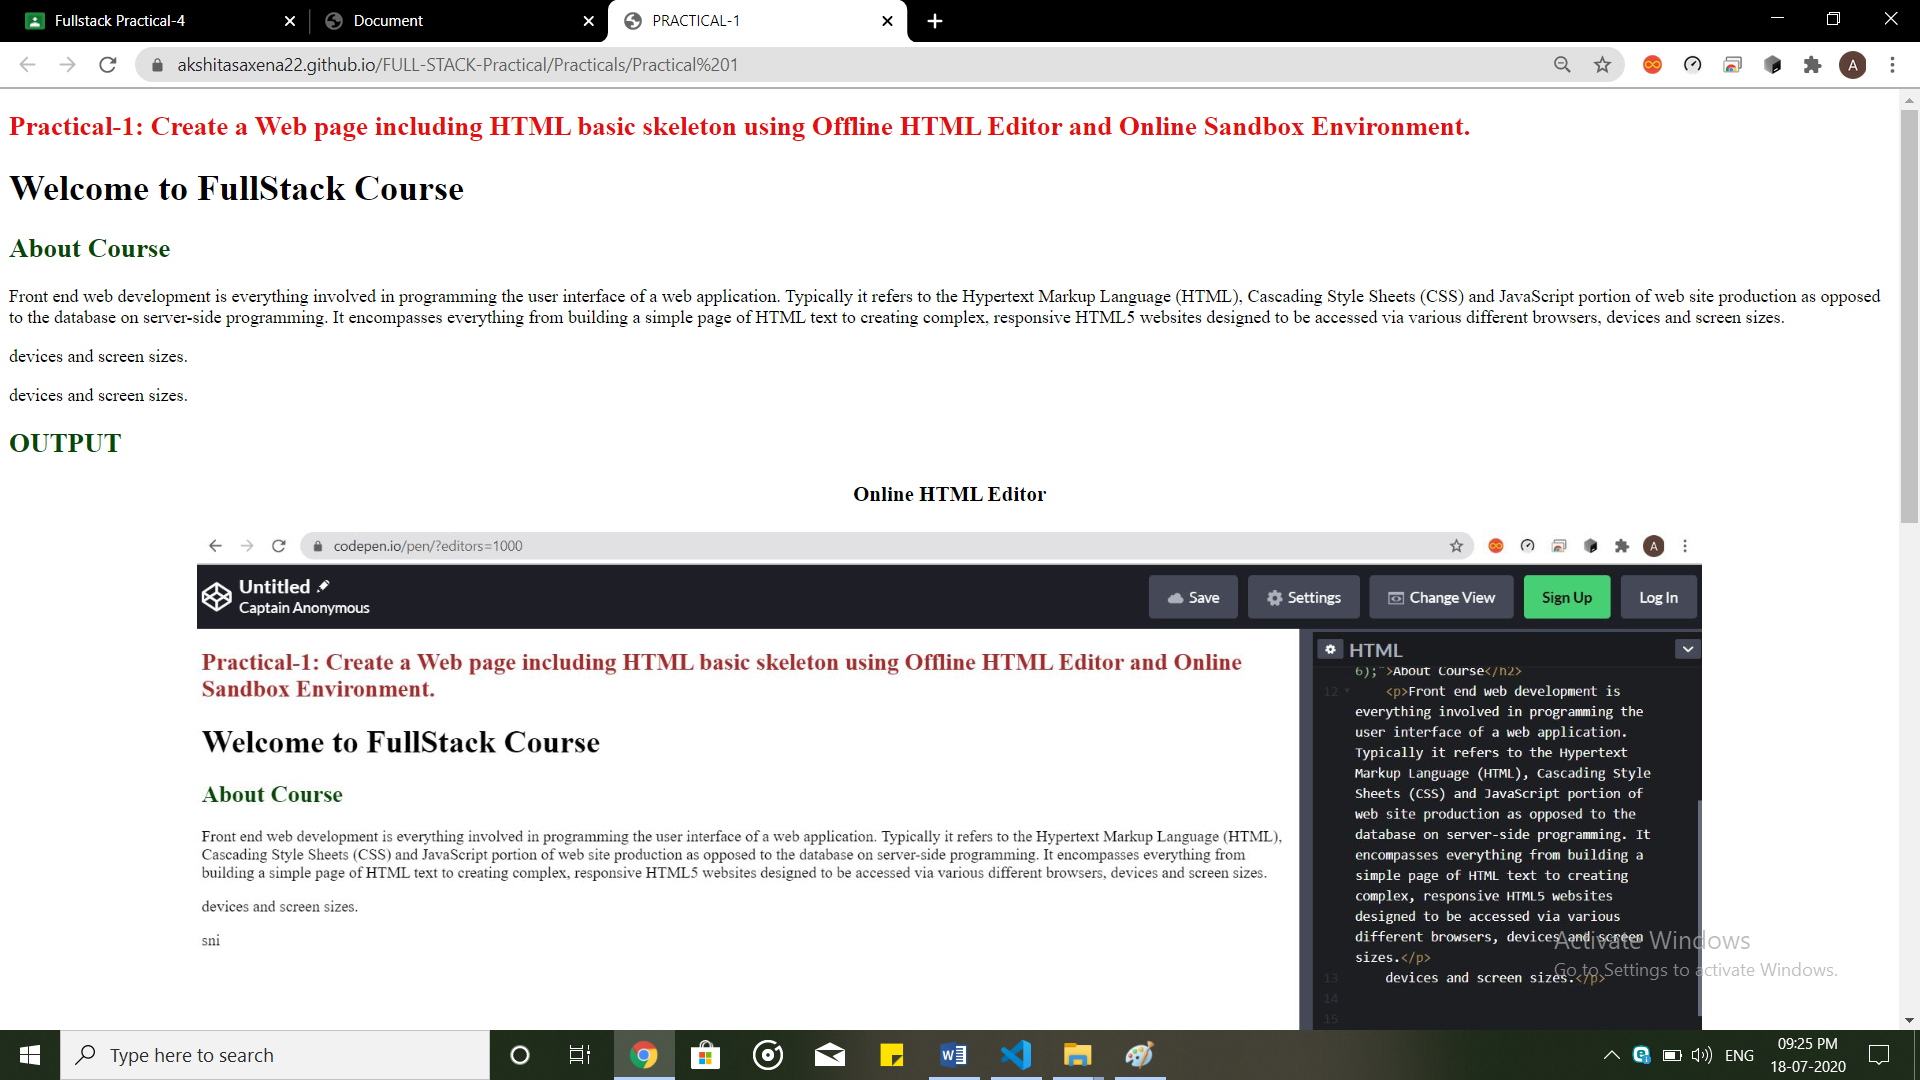 Fullstack Practical-4
Document
PRACTICAL-1
akshitasaxena22.github.io/FULL-STACK-Practical/Practicals/Practical%201
A
Practical-1: Create a Web page including HTML basic skeleton using Offline HTML Editor and Online Sandbox Environment.
Welcome to FullStack Course
About Course
Front end web development is everything involved in programming the user interface of a web application. Typically it refers to the Hypertext Markup Language (HTML), Cascading Style Sheets (CSS) and JavaScript portion of web site production as opposed
to the database on server-side programming. It encompasses everything from building a simple page of HTML text to creating complex, responsive HTML5 websites designed to be accessed via various different browsers, devices and screen sizes.
devices and screen sizes.
devices and screen sizes.
OUTPUT
Online HTML Editor
codepen.io/pen/?editors=1000
A
Untitled
Captain Anonymous
Save
Settings
Change View
Sign Up
Log In
Practical-1: Create a Web page including HTML basic skeleton using Offline HTML Editor and Online
Sandbox Environment.
Welcome to FullStack Course
About Course
Front end web development is everything involved in programming the user interface of a web application. Typically it refers to the Hypertext Markup Language (HTML),
Cascading Style Sheets (CSS) and JavaScript portion of web site production as opposed to the database on server-side programming. It encompasses everything from
building a simple page of HTML text to creating complex, responsive HTML5 websites designed to be accessed via various different browsers, devices and screen sizes.
devices and screen sizes.
sni
HTML
6);">About Course</h2>
12 <p>Front end web development is
everything involved in programming the
user interface of a web application.
Typically it refers to the Hypertext
Markup Language (HTML), Cascading Style
Sheets (CSS) and JavaScript portion of
web site production as opposed to the
database on server-side programming. It
encompasses everything from building a
simple page of HTML text to creating
complex, responsive HTML5 websites
designed to be accessed via various
different browsers, devices and screen
sizes.</p>
13 devices and screen sizes.</p>
14
15
Activate Windows
Go to Settings to activate Windows.
Type here to search
ENG
09:25 PM
18-07-2020